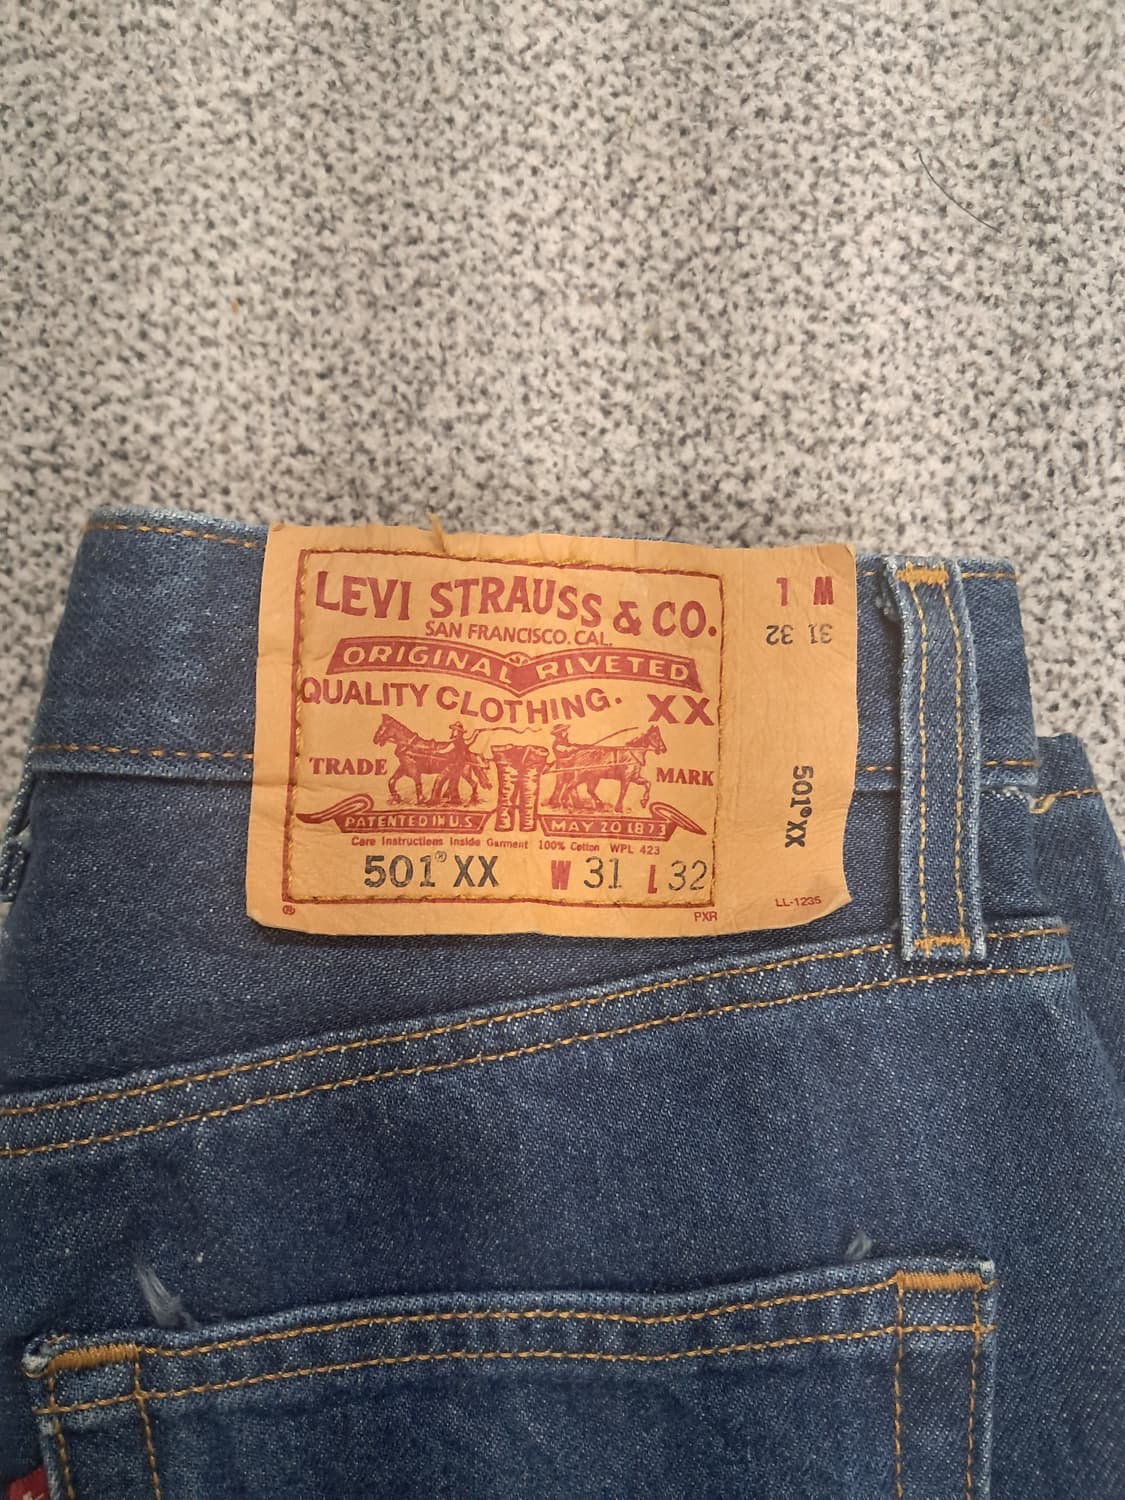 LEVI STRAUSS & CO.
SAN FRANCISCO. CAL.
ORIGINAL RIVETED
QUALITY CLOTHING. XX
TRADE MARK
PATENTED IN U.S. MAY 20 1873
Care Instructions Inside Garment 100% Cotton WPL 423
501® XX W 31 L 32
® PXR
L W
32 31
501® XX
LL-1235